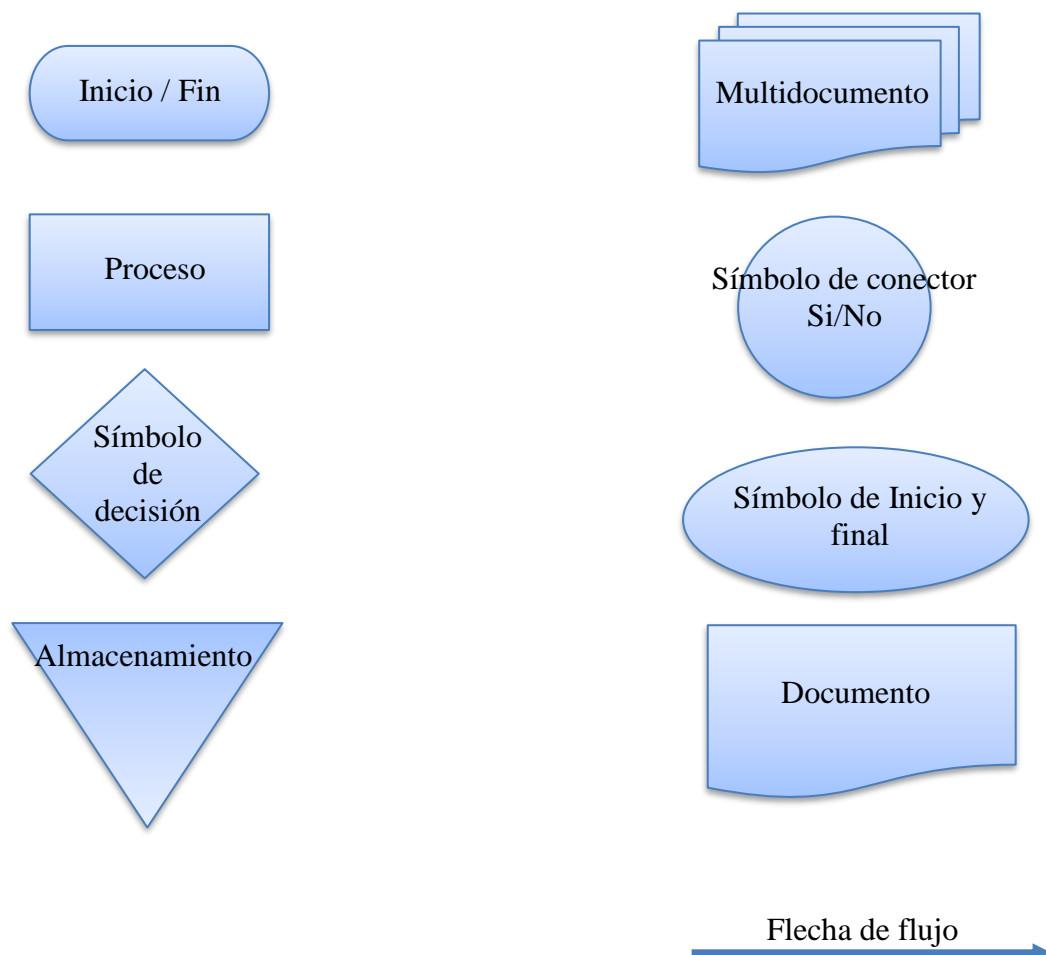 Inicio / Fin
Multidocumento
Proceso
Símbolo de conector
Si/No
Símbolo
de
decisión
Símbolo de Inicio y
final
Almacenamiento
Documento
Flecha de flujo